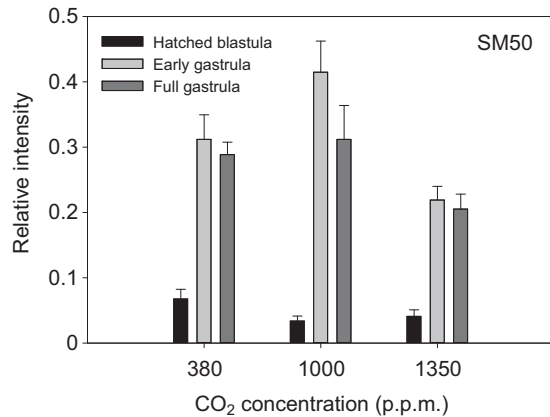 SM50
Hatched blastula
Early gastrula
Full gastrula
Relative intensity
0.5
0.4
0.3
0.2
0.1
0
380 1000 1350
CO₂ concentration (p.p.m.)